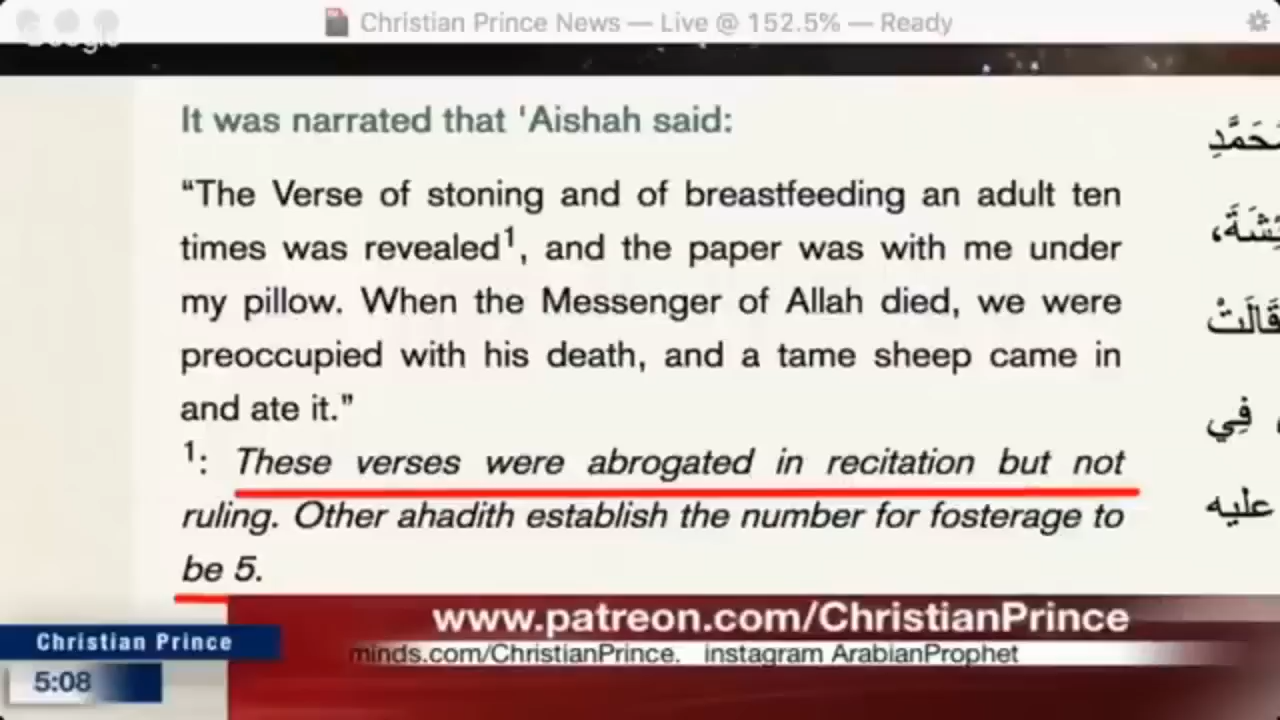 Christian Prince News — Live @ 152.5% — Ready
Google
It was narrated that 'Aishah said:
“The Verse of stoning and of breastfeeding an adult ten
times was revealed¹, and the paper was with me under
my pillow. When the Messenger of Allah died, we were
preoccupied with his death, and a tame sheep came in
and ate it.”
¹: These verses were abrogated in recitation but not
ruling. Other ahadith establish the number for fosterage to
be 5.
عَائِشَةَ،
قَالَتْ
فِي
عليه
www.patreon.com/ChristianPrince
Christian Prince
minds.com/ChristianPrince. instagram ArabianProphet
5:08